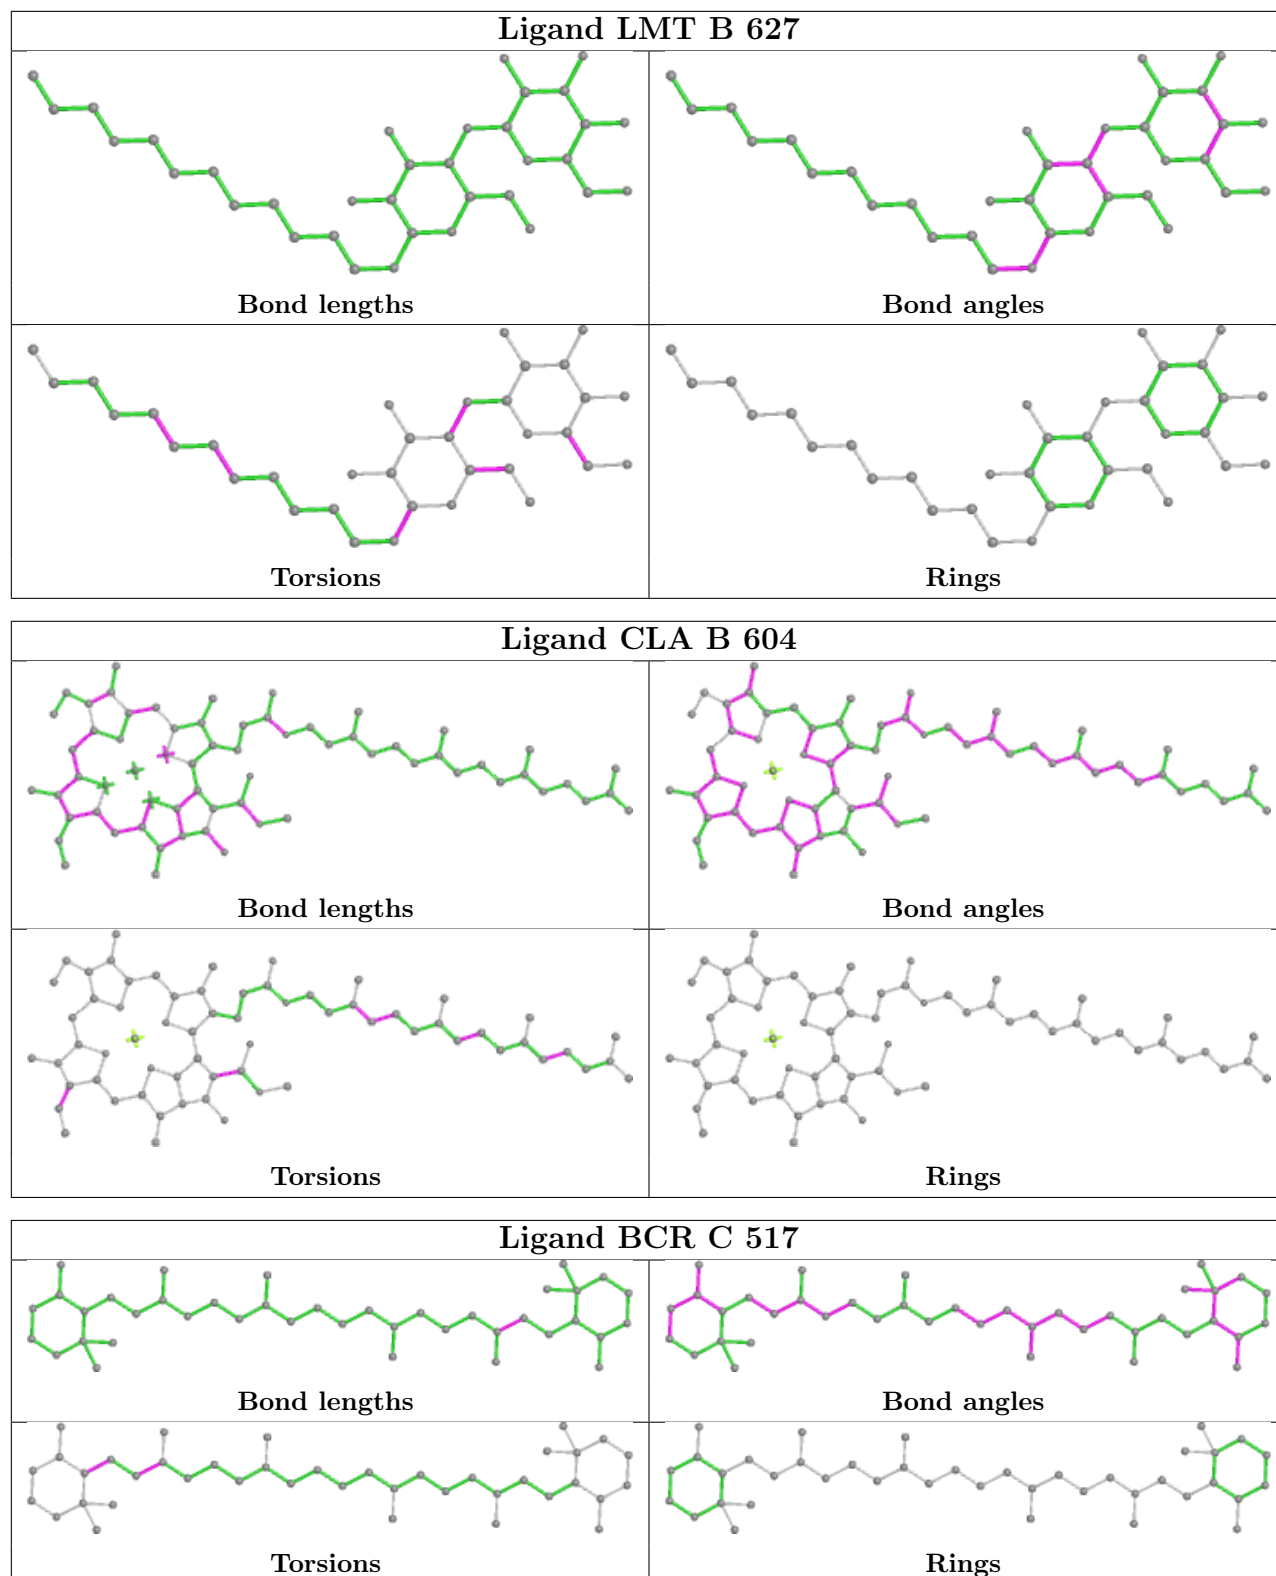 Ligand LMT B 627
Bond lengths
Bond angles
Torsions
Rings
Ligand CLA B 604
Bond lengths
Bond angles
Torsions
Rings
Ligand BCR C 517
Bond lengths
Bond angles
Torsions
Rings